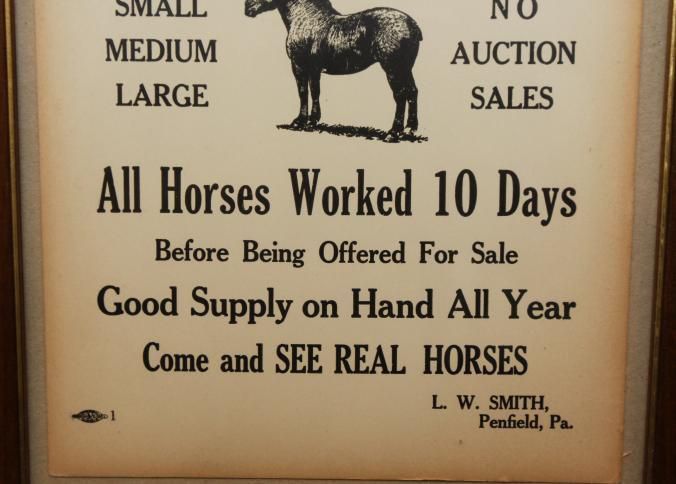 SMALL
MEDIUM
LARGE
NO
AUCTION
SALES
All Horses Worked 10 Days
Before Being Offered For Sale
Good Supply on Hand All Year
Come and SEE REAL HORSES
L. W. SMITH,
Penfield, Pa.
1